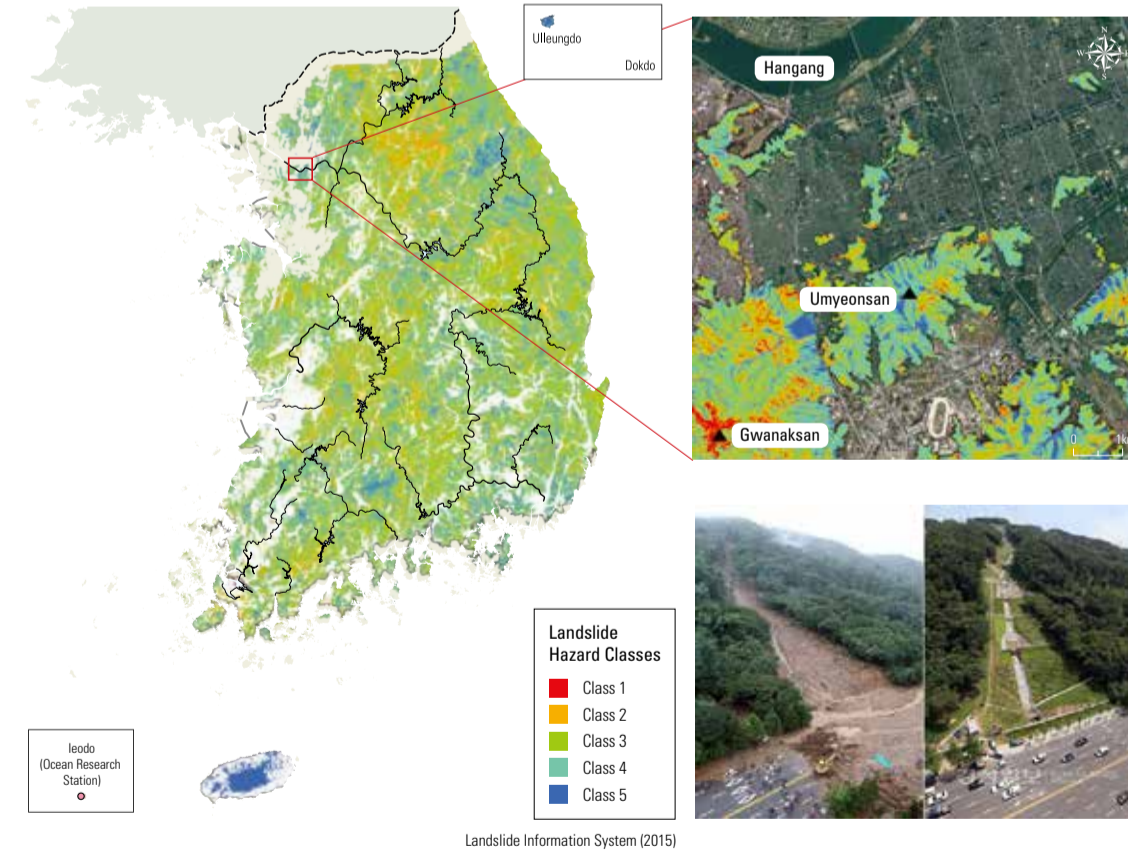 Ulleungdo
Dokdo
Hangang
N
W
S
Umyeonsan
Gwanaksan
0
1k
Landslide
Hazard Classes
Class 1
Class 2
Class 3
Class 4
Class 5
Ieodo
(Ocean Research
Station)
Landslide Information System (2015)